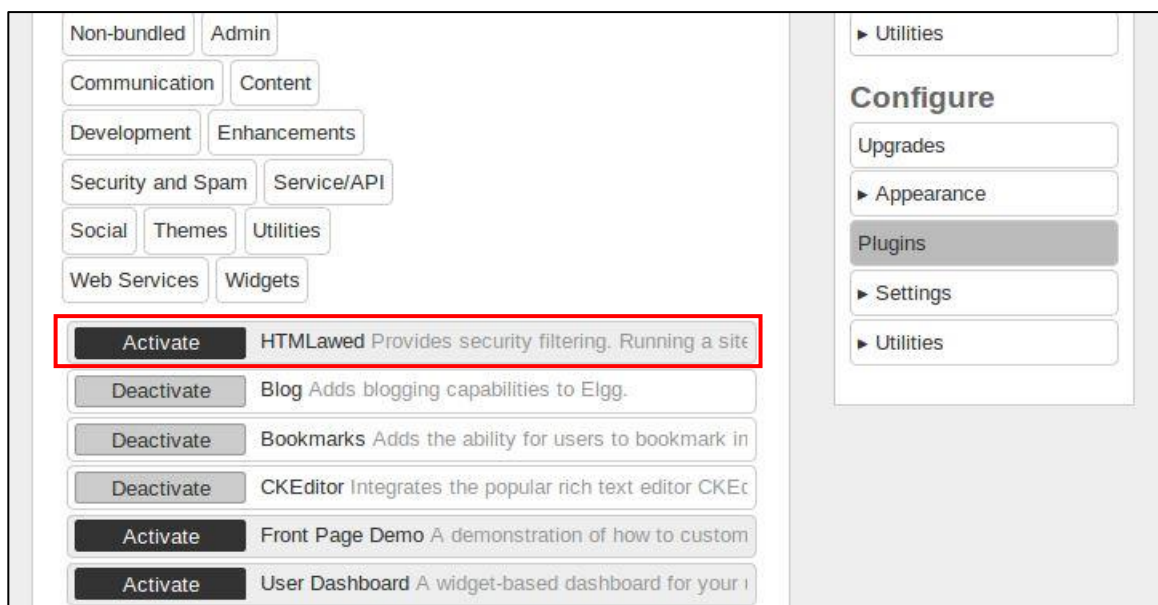 Non-bundled Admin
Communication Content
Development Enhancements
Security and Spam Service/API
Social Themes Utilities
Web Services Widgets
Activate HTMLawed Provides security filtering. Running a site
Deactivate Blog Adds blogging capabilities to Elgg.
Deactivate Bookmarks Adds the ability for users to bookmark
Deactivate CKEditor Integrates the popular rich text editor
Activate Front Page Demo A demonstration of how to
Activate User Dashboard A widget-based dashboard for your
▸ Utilities
Configure
Upgrades
▸ Appearance
Plugins
▸ Settings
▸ Utilities